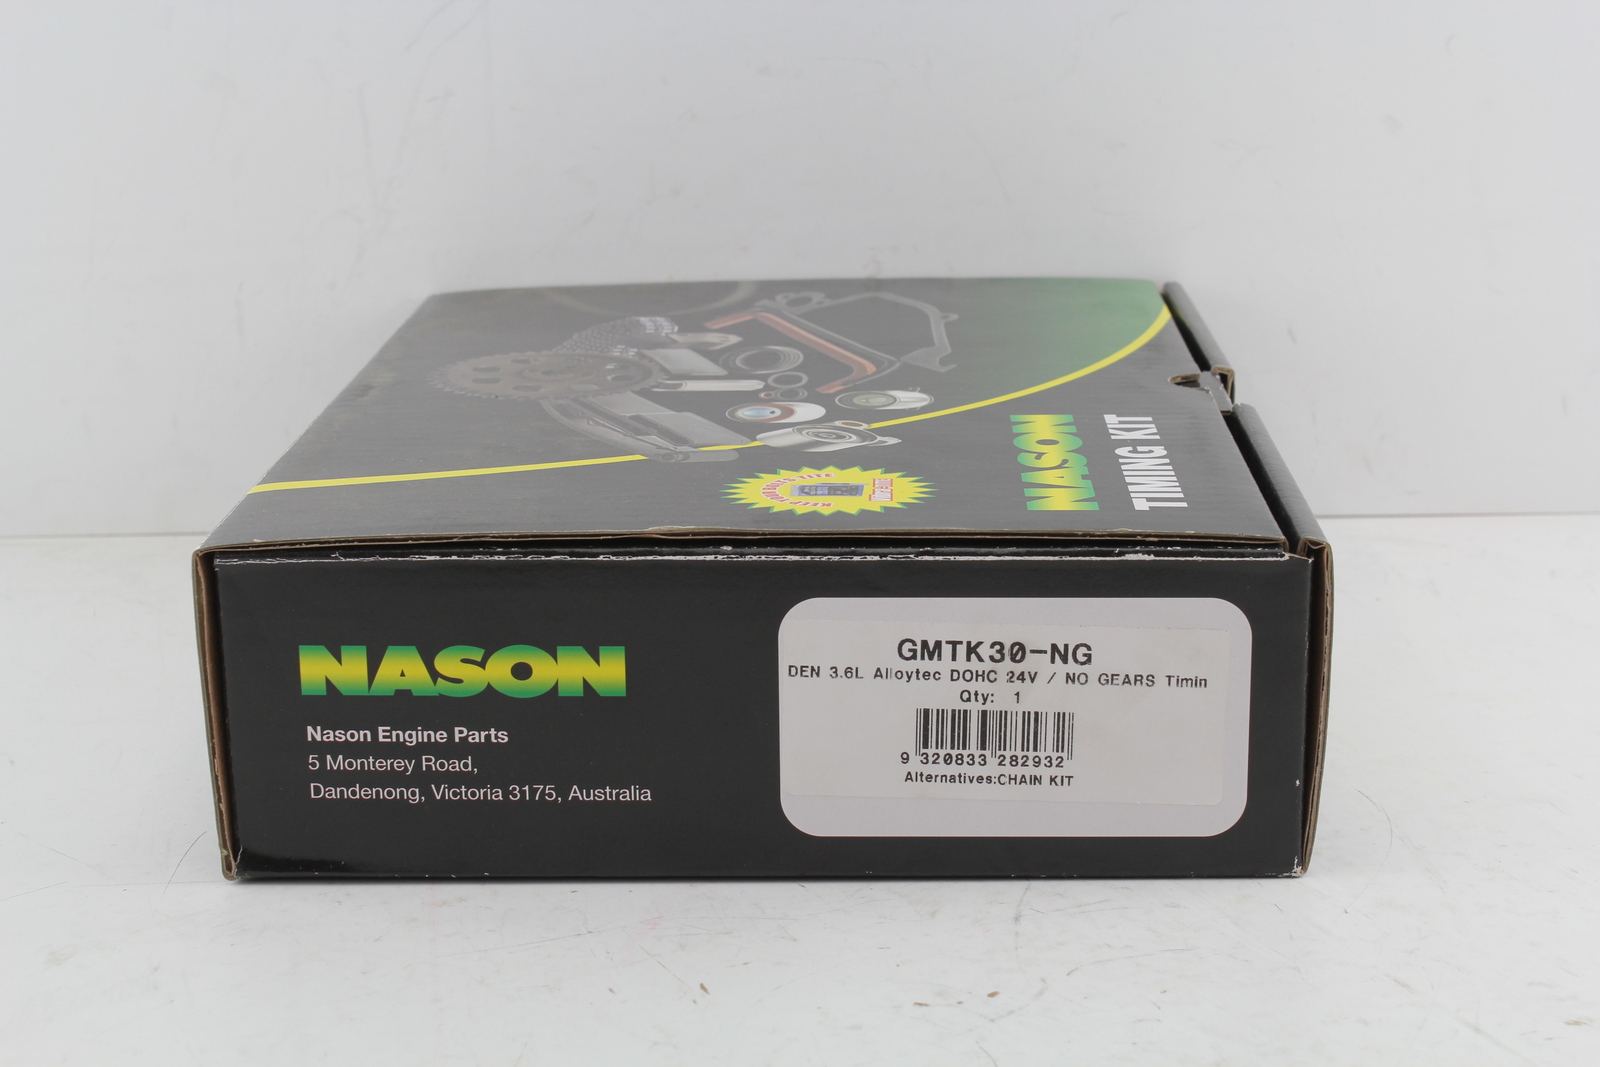 NASON
TIMING KIT
NASON
Nason Engine Parts
5 Monterey Road,
Dandenong, Victoria 3175, Australia
GMTK30-NG
DEN 3.6L Alloytec DOHC 24V / NO GEARS Timin
Qty: 1
9 320833 282932
Alternatives:CHAIN KIT